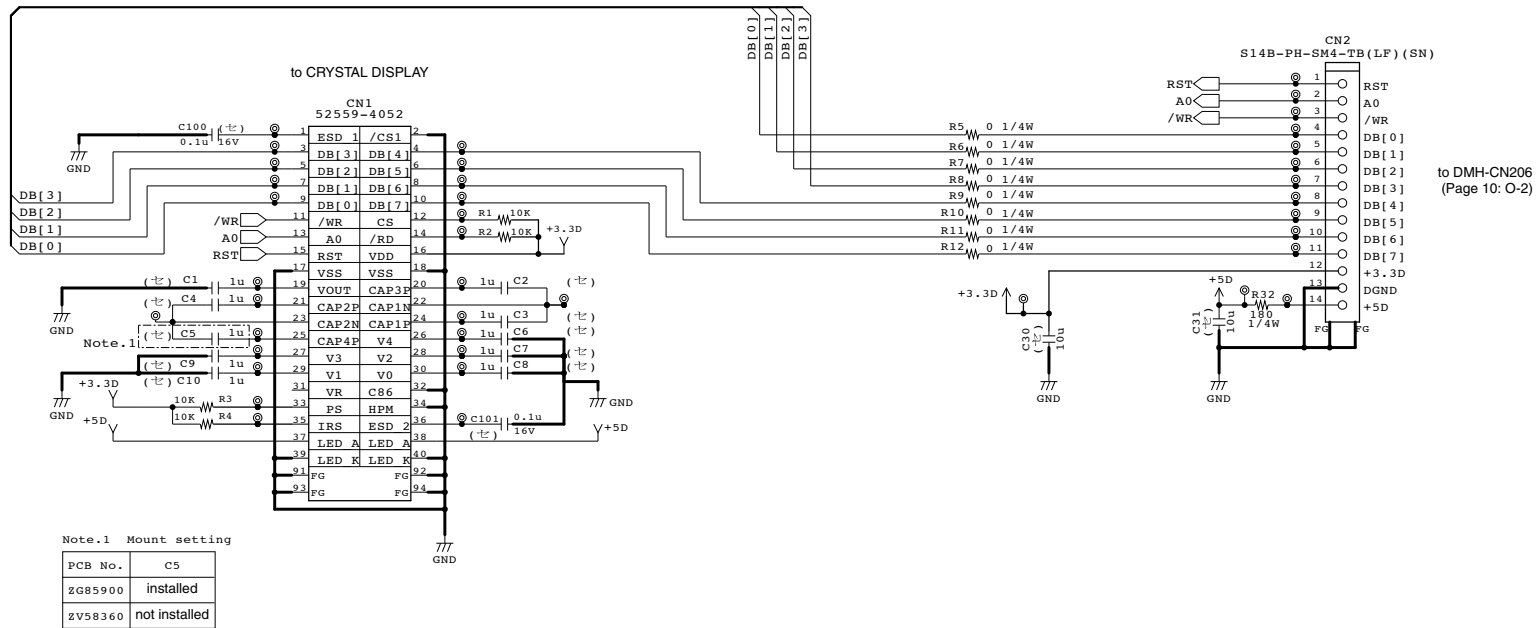 DB[0]
DB[1]
DB[2]
DB[3]
to CRYSTAL DISPLAY
CN1
52559-4052
CN2
S14B-PH-SM4-TB(LF)(SN)
C100 (セ)
0.1u 16V
GND
DB[3]
DB[2]
DB[1]
DB[0]
/WR
A0
RST
1 ESD 1 /CS1 2
3 DB[3] DB[4] 4
5 DB[2] DB[5] 6
7 DB[1] DB[6] 8
9 DB[0] DB[7] 10
11 /WR CS 12
13 A0 /RD 14
15 RST VDD 16
17 VSS VSS 18
19 VOUT CAP3P 20
21 CAP2P CAP1N 22
23 CAP2N CAP1P 24
25 CAP4P V4 26
27 V3 V2 28
29 V1 V0 30
31 VR C86 32
33 PS HPM 34
35 IRS ESD 2 36
37 LED A LED A 38
39 LED K LED K 40
91 FG FG 92
93 FG FG 94
R1 10K
R2 10K
+3.3D
(セ) C1 1u
(セ) C4 1u
GND
Note.1
(セ) C5 1u
(セ) C9 1u
(セ) C10 1u
GND
+3.3D
10K R3
10K R4
+5D
1u C2 (セ)
1u C3 (セ)
1u C6 (セ)
1u C7 (セ)
1u C8 (セ)
GND
C101 0.1u
(セ) 16V
+5D
GND
R5 0 1/4W
R6 0 1/4W
R7 0 1/4W
R8 0 1/4W
R9 0 1/4W
R10 0 1/4W
R11 0 1/4W
R12 0 1/4W
RST
A0
/WR
1 RST
2 A0
3 /WR
4 DB[0]
5 DB[1]
6 DB[2]
7 DB[3]
8 DB[4]
9 DB[5]
10 DB[6]
11 DB[7]
12 +3.3D
13 DGND
14 +5D
FG FG
to DMH-CN206
(Page 10: O-2)
+3.3D
C30
(セ)
10u
GND
+5D
R32
180
1/4W
C31
(セ)
10u
GND
Note.1 Mount setting
PCB No. C5
ZG85900 installed
ZV58360 not installed